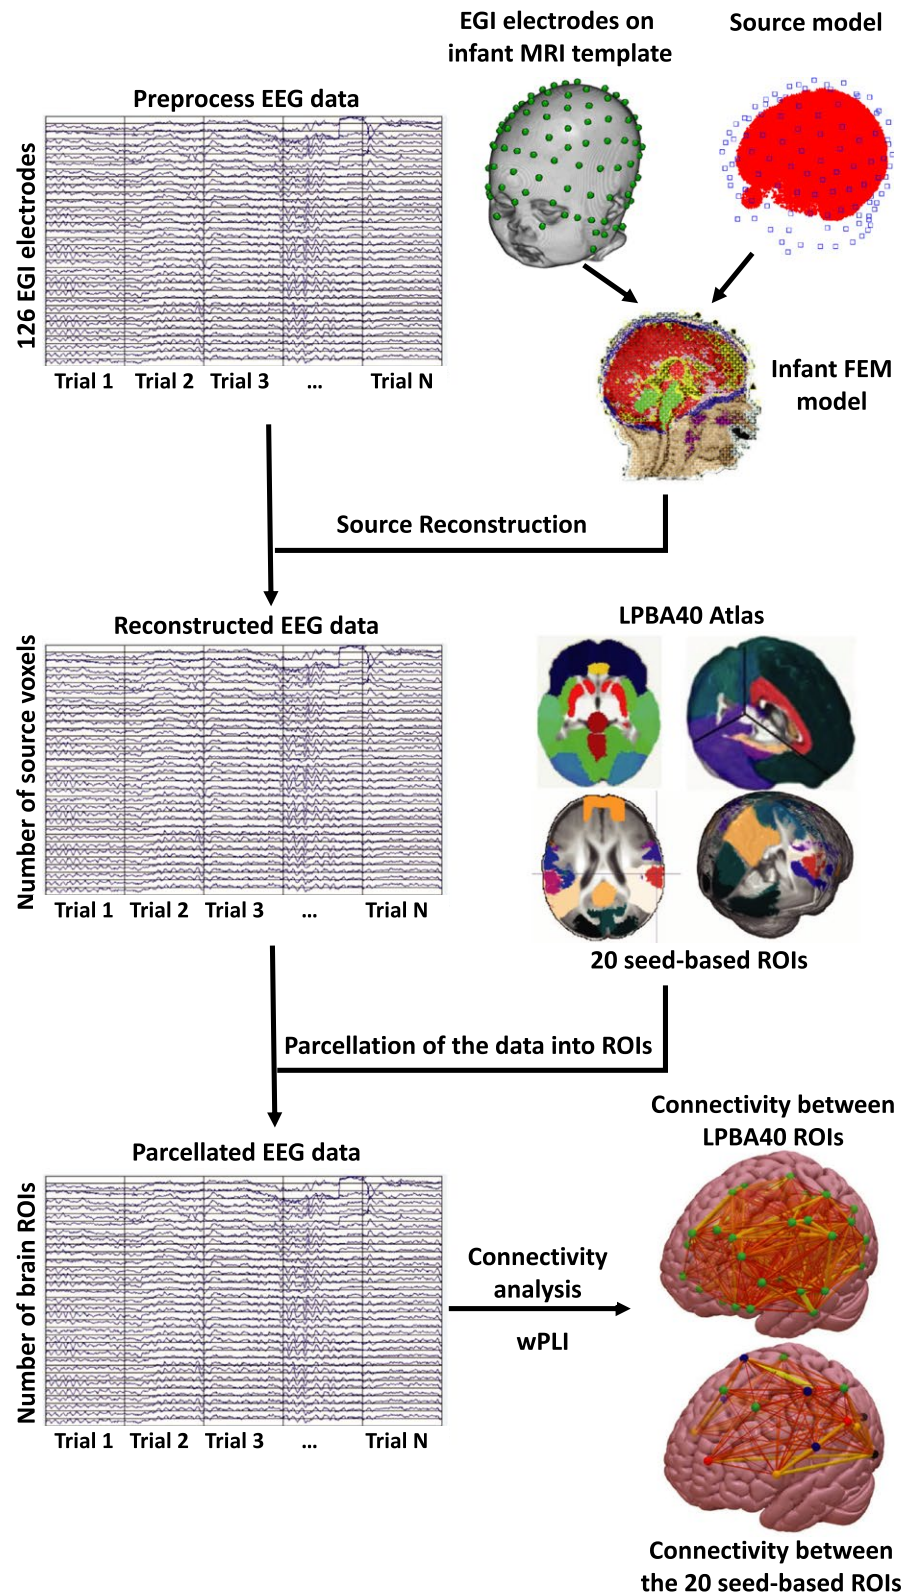 EGI electrodes on
infant MRI template
Source model
Preprocess EEG data
126 EGI electrodes
Trial 1 Trial 2 Trial 3 ... Trial N
Infant FEM
model
Source Reconstruction
Reconstructed EEG data
Number of source voxels
Trial 1 Trial 2 Trial 3 ... Trial N
LPBA40 Atlas
20 seed-based ROIs
Parcellation of the data into ROIs
Parcellated EEG data
Number of brain ROIs
Trial 1 Trial 2 Trial 3 ... Trial N
Connectivity
analysis
wPLI
Connectivity between
LPBA40 ROIs
Connectivity between
the 20 seed-based ROIs